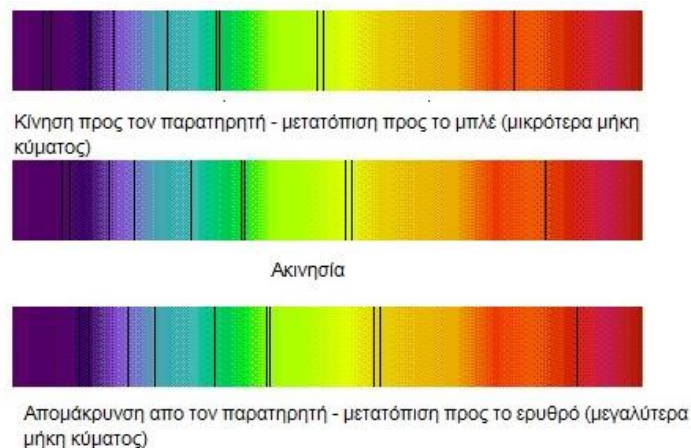 Κίνηση προς τον παρατηρητή - μετατόπιση προς το μπλέ (μικρότερα μήκη
κύματος)
Ακινησία
Απομάκρυνση απο τον παρατηρητή - μετατόπιση προς το ερυθρό (μεγαλύτερα
μήκη κύματος)